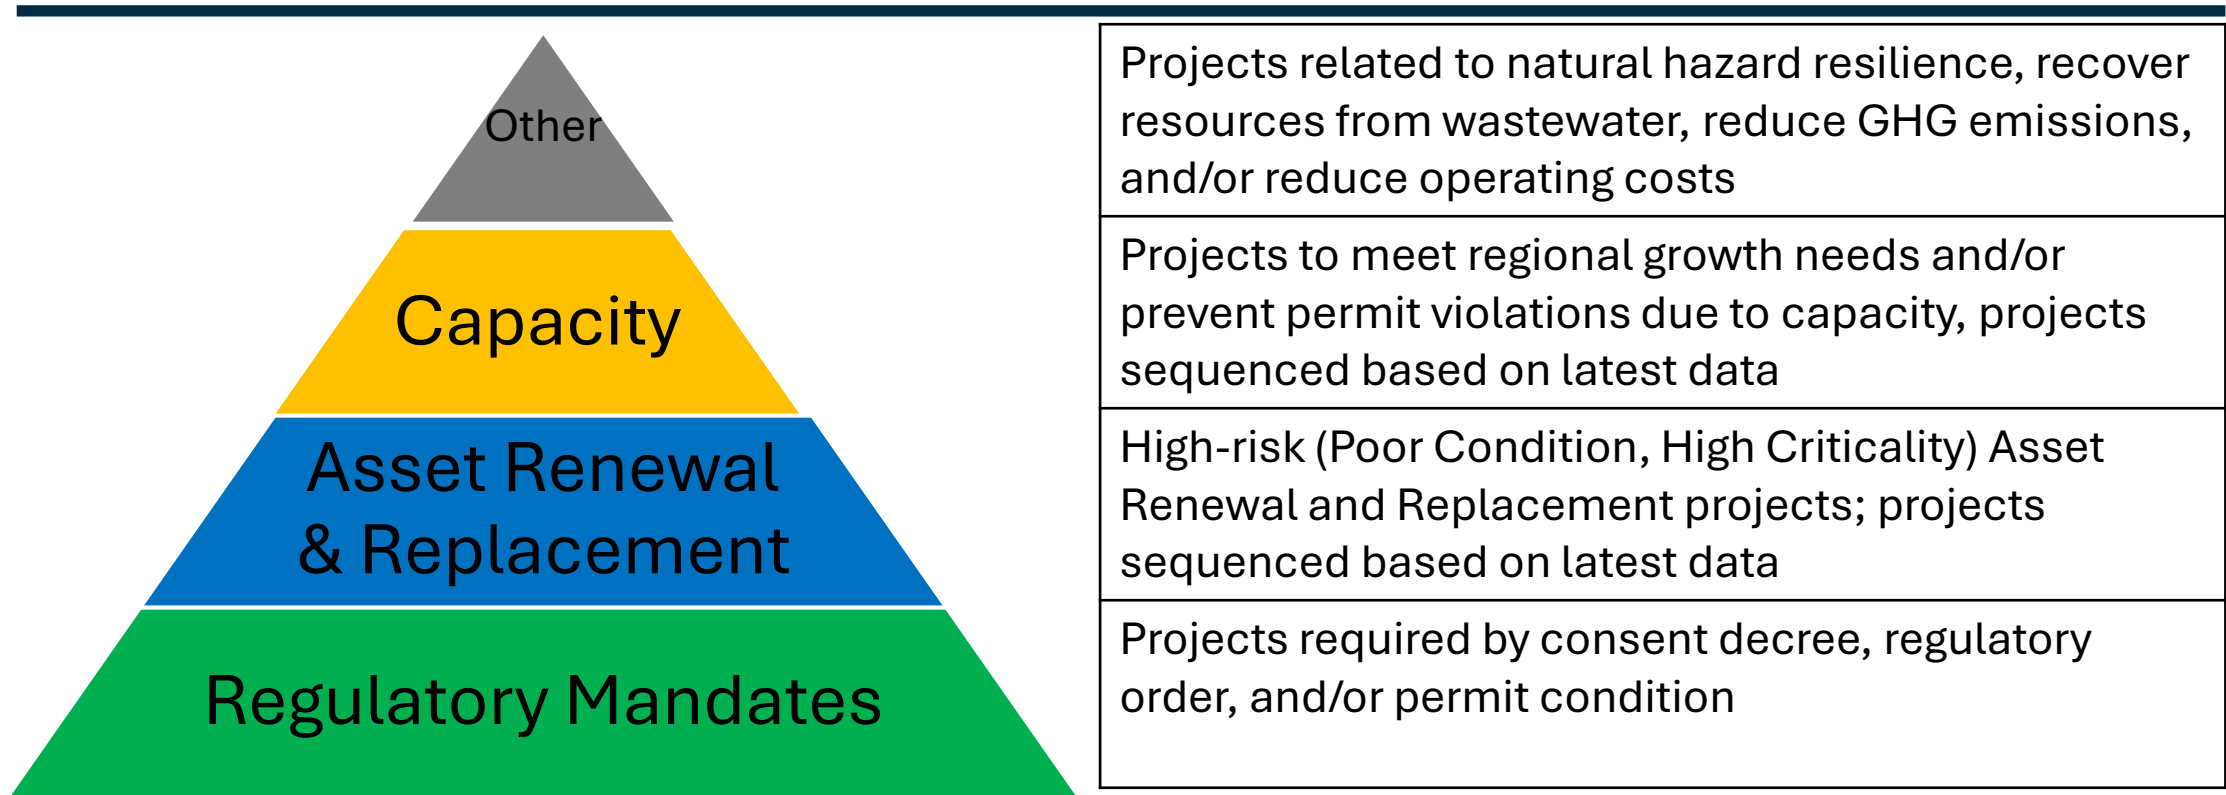 Other
Projects related to natural hazard resilience, recover
resources from wastewater, reduce GHG emissions,
and/or reduce operating costs
Capacity
Projects to meet regional growth needs and/or
prevent permit violations due to capacity, projects
sequenced based on latest data
Asset Renewal
& Replacement
High-risk (Poor Condition, High Criticality) Asset
Renewal and Replacement projects; projects
sequenced based on latest data
Regulatory Mandates
Projects required by consent decree, regulatory
order, and/or permit condition